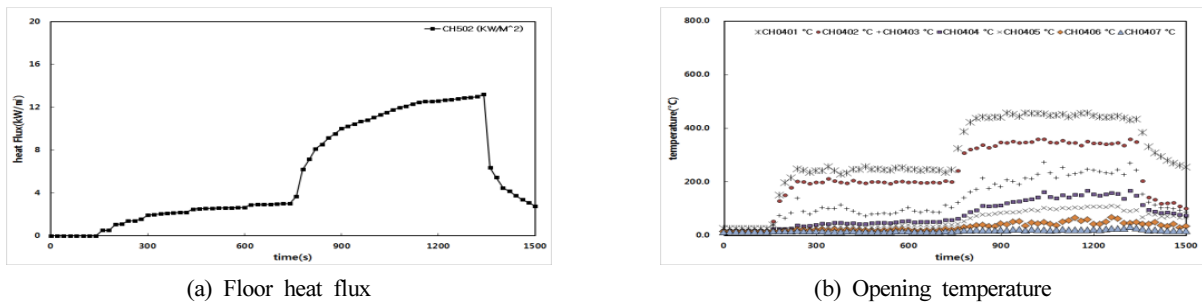 CH502 (KW/M^2)
20
16
12
8
4
0
heat Flux(kW/㎡)
0 300 600 900 1200 1500
time(s)
(a) Floor heat flux
CH0401 °C CH0402 °C CH0403 °C CH0404 °C CH0405 °C CH0406 °C CH0407 °C
800.0
600.0
400.0
200.0
0.0
temperature(℃)
0 300 600 900 1200 1500
time(s)
(b) Opening temperature